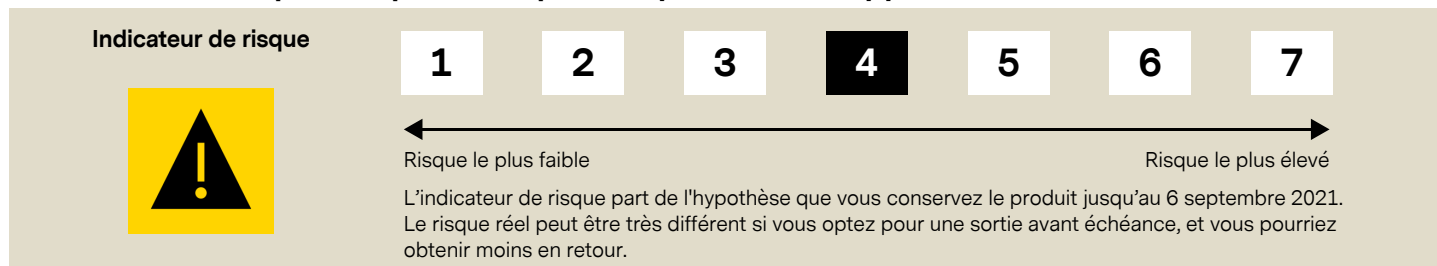 Indicateur de risque
1 2 3 4 5 6 7
Risque le plus faible Risque le plus élevé
L’indicateur de risque part de l'hypothèse que vous conservez le produit jusqu’au 6 septembre 2021.
Le risque réel peut être très différent si vous optez pour une sortie avant échéance, et vous pourriez
obtenir moins en retour.